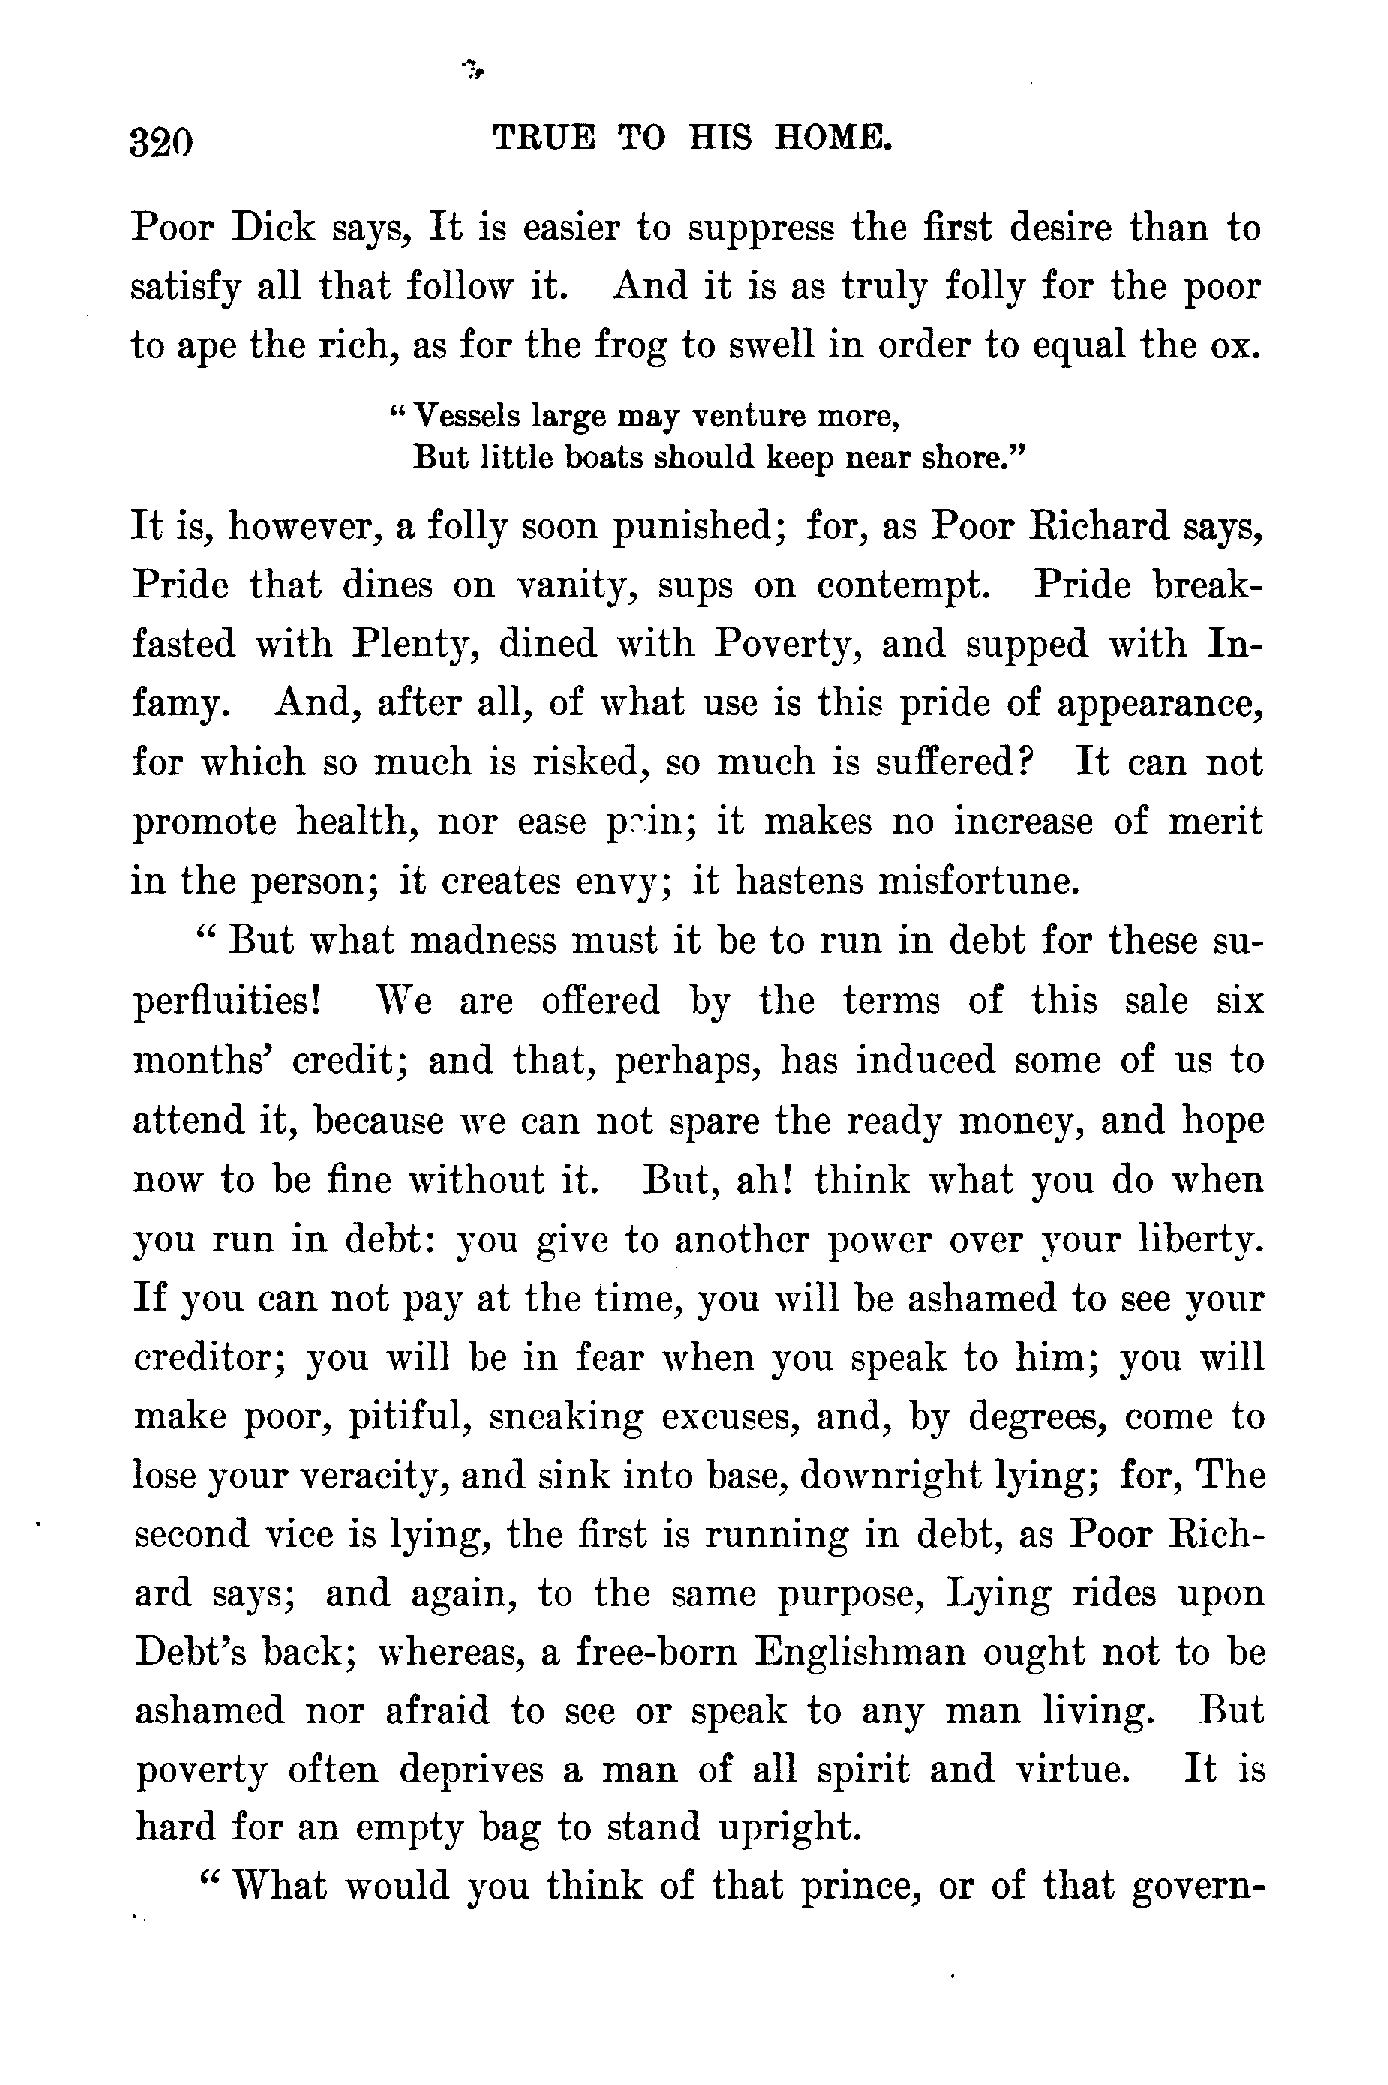 320 TRUE TO HIS HOME.
Poor Dick says, It is easier to suppress the first desire than to
satisfy all that follow it. And it is as truly folly for the poor
to ape the rich, as for the frog to swell in order to equal the ox.
“ Vessels large may venture more,
But little boats should keep near shore.”
It is, however, a folly soon punished; for, as Poor Richard says,
Pride that dines on vanity, sups on contempt. Pride break-
fasted with Plenty, dined with Poverty, and supped with In-
famy. And, after all, of what use is this pride of appearance,
for which so much is risked, so much is suffered? It can not
promote health, nor ease pain; it makes no increase of merit
in the person; it creates envy; it hastens misfortune.
“ But what madness must it be to run in debt for these su-
perfluities! We are offered by the terms of this sale six
months’ credit; and that, perhaps, has induced some of us to
attend it, because we can not spare the ready money, and hope
now to be fine without it. But, ah! think what you do when
you run in debt: you give to another power over your liberty.
If you can not pay at the time, you will be ashamed to see your
creditor; you will be in fear when you speak to him; you will
make poor, pitiful, sneaking excuses, and, by degrees, come to
lose your veracity, and sink into base, downright lying; for, The
second vice is lying, the first is running in debt, as Poor Rich-
ard says; and again, to the same purpose, Lying rides upon
Debt’s back; whereas, a free-born Englishman ought not to be
ashamed nor afraid to see or speak to any man living. But
poverty often deprives a man of all spirit and virtue. It is
hard for an empty bag to stand upright.
“ What would you think of that prince, or of that govern-